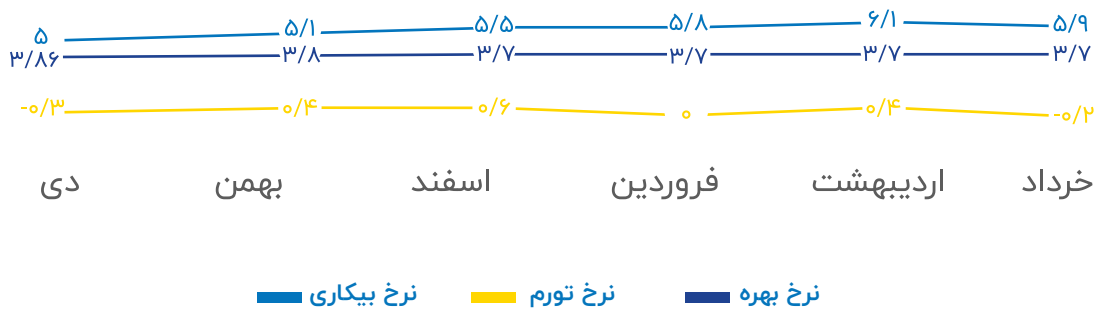 ۵ ۵/۱ ۵/۵ ۵/۸ ۶/۱ ۵/۹
۳/۸۶ ۳/۸ ۳/۷ ۳/۷ ۳/۷ ۳/۷
-۰/۳ ۰/۴ ۰/۶ ۰ ۰/۴ -۰/۲
دی بهمن اسفند فروردین اردیبهشت خرداد
نرخ بهره نرخ تورم نرخ بیکاری